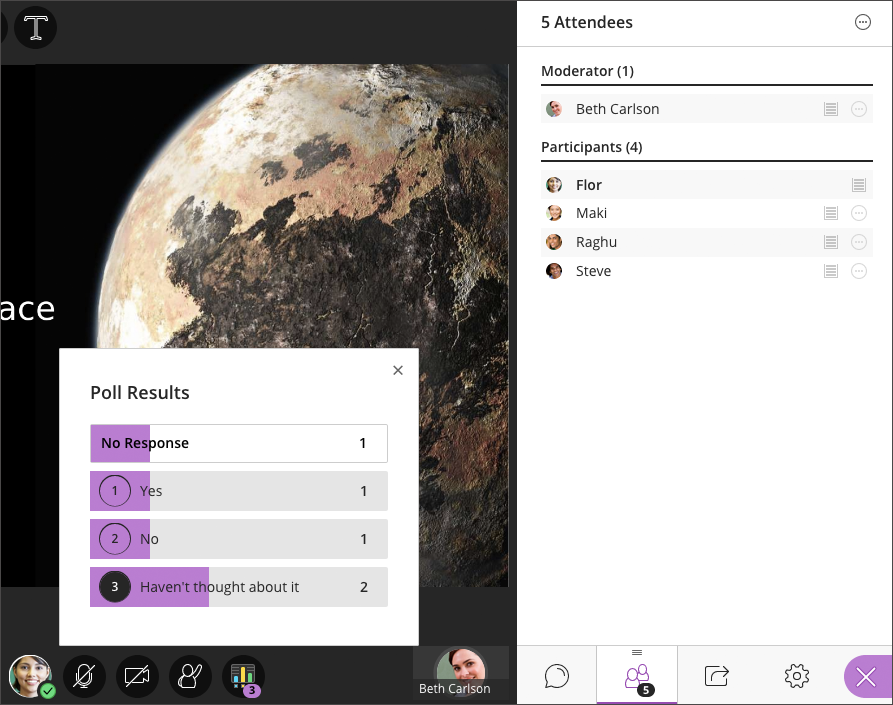 T
ace
Poll Results
No Response 1
1 Yes 1
2 No 1
3 Haven't thought about it 2
3
Beth Carlson
5 Attendees
Moderator (1)
Beth Carlson
Participants (4)
Flor
Maki
Raghu
Steve
5